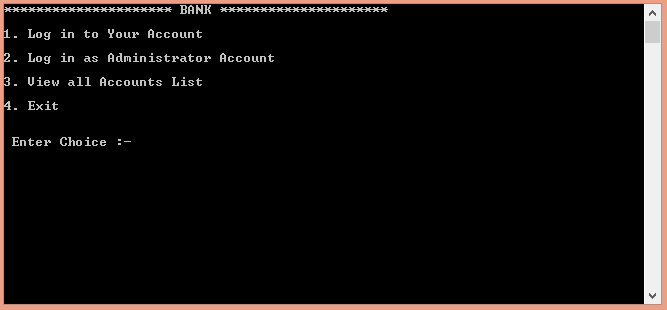 ********************* BANK *********************
1. Log in to Your Account
2. Log in as Administrator Account
3. View all Accounts List
4. Exit
Enter Choice :-